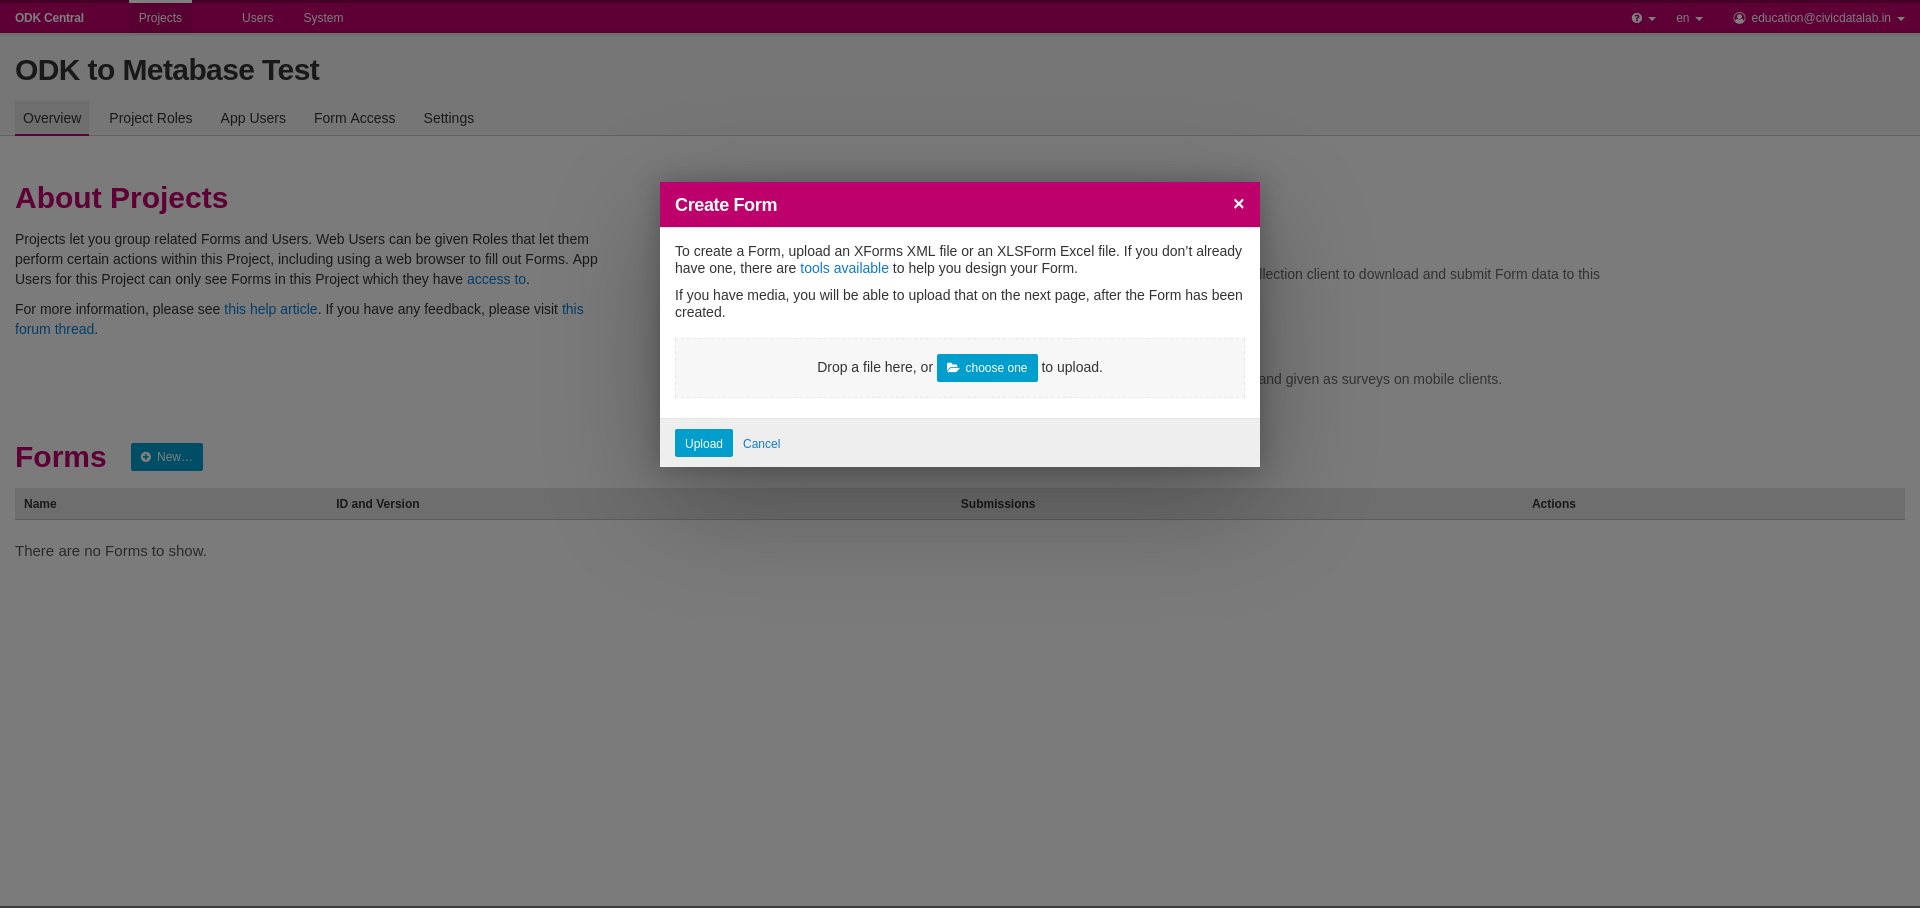 ODK Central Projects Users System en education@civicdatalab.in
ODK to Metabase Test
Overview Project Roles App Users Form Access Settings
About Projects
Projects let you group related Forms and Users. Web Users can be given Roles that let them
perform certain actions within this Project, including using a web browser to fill out Forms. App
Users for this Project can only see Forms in this Project which they have access to.
For more information, please see this help article. If you have any feedback, please visit this
forum thread.
Create Form ×
To create a Form, upload an XForms XML file or an XLSForm Excel file. If you don’t already
have one, there are tools available to help you design your Form.
If you have media, you will be able to upload that on the next page, after the Form has been
created.
Drop a file here, or choose one to upload.
Upload Cancel
llection client to download and submit Form data to this
and given as surveys on mobile clients.
Forms New…
Name ID and Version Submissions Actions
There are no Forms to show.